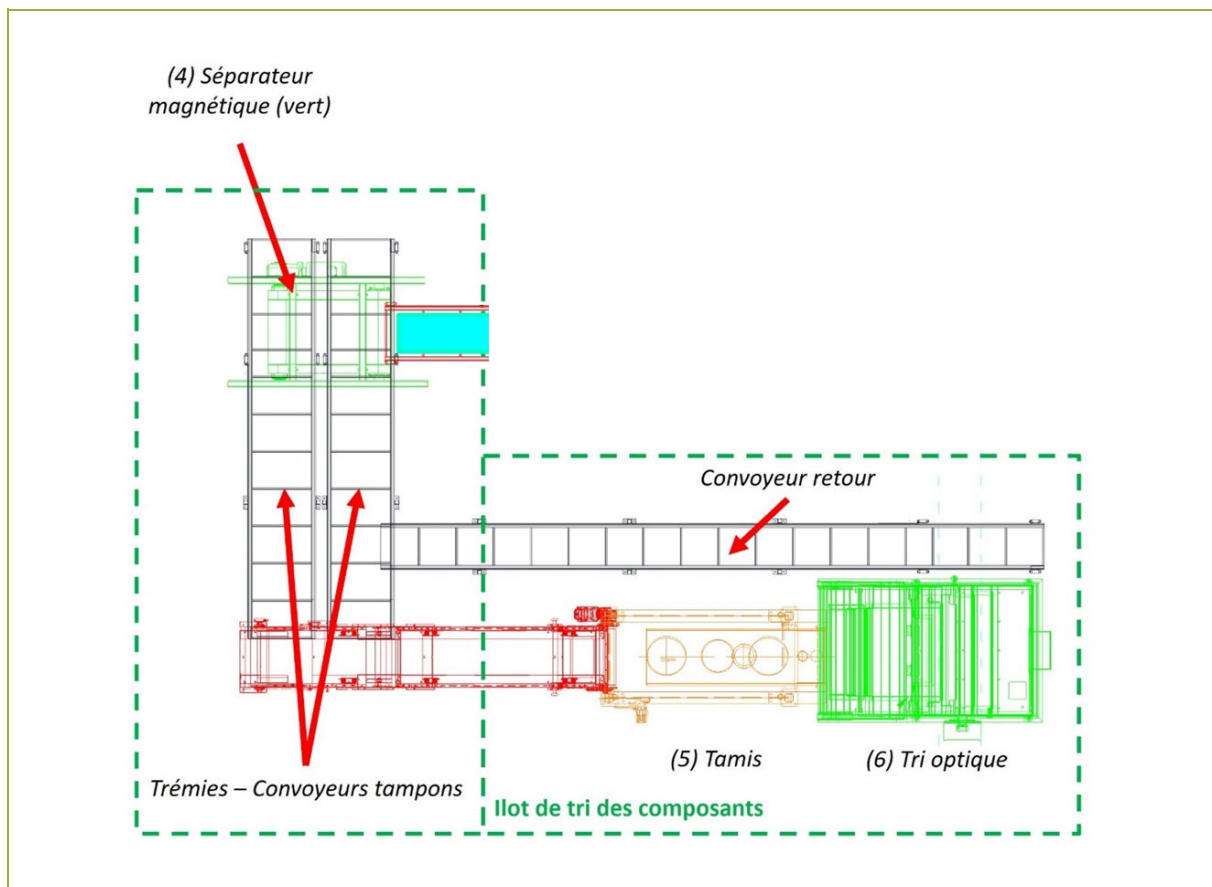 (4) Séparateur
magnétique (vert)
Convoyeur retour
(5) Tamis
(6) Tri optique
Trémies – Convoyeurs tampons
Ilot de tri des composants